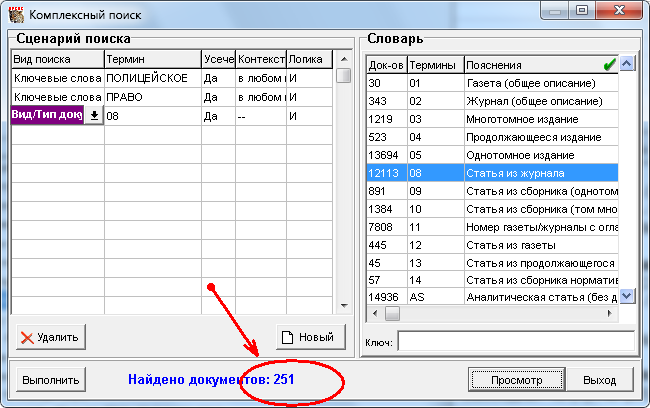 Комплексный поиск
Сценарий поиска
Вид поиска Термин Усече Контекст Логика
Ключевые слова ПОЛИЦЕЙСКОЕ Да в любом И
Ключевые слова ПРАВО Да в любом И
Вид/Тип док 08 Да -- И
Удалить Новый
Словарь
Док-ов Термины Пояснения
30 01 Газета (общее описание)
343 02 Журнал (общее описание)
1219 03 Многотомное издание
523 04 Продолжающееся издание
13694 05 Однотомное издание
12113 08 Статья из журнала
891 09 Статья из сборника (однотом
1384 10 Статья из сборника (том мно
7808 11 Номер газеты/журналы с огла
445 12 Статья из газеты
45 13 Статья из продолжающегося
57 14 Статья из сборника норматив
14936 AS Аналитическая статья (без д
Ключ:
Выполнить Найдено документов: 251 Просмотр Выход